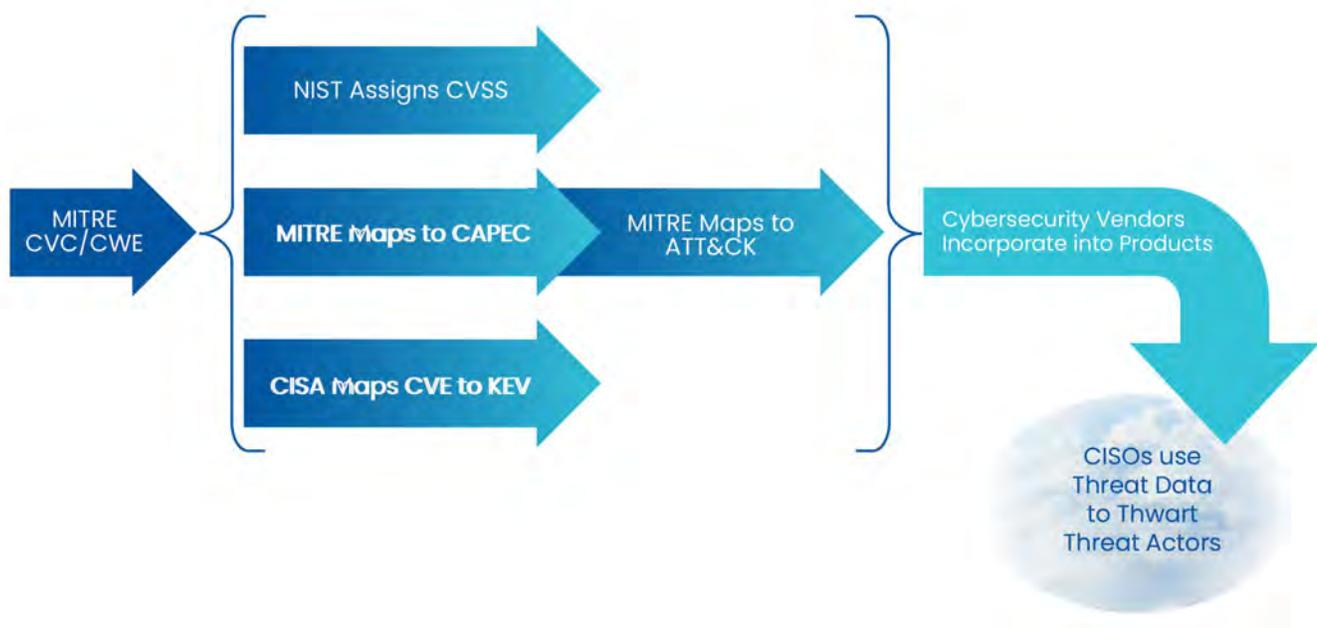 NIST Assigns CVSS
MITRE
CVC/CWE
MITRE Maps to CAPEC
MITRE Maps to
ATT&CK
Cybersecurity Vendors
Incorporate into Products
CISA Maps CVE to KEV
CISOs use
Threat Data
to Thwart
Threat Actors